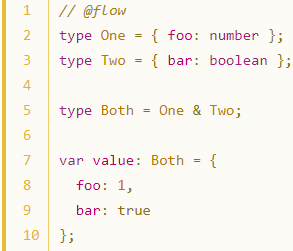 1 // @flow
2 type One = { foo: number };
3 type Two = { bar: boolean };
4
5 type Both = One & Two;
6
7 var value: Both = {
8   foo: 1,
9   bar: true
10 };